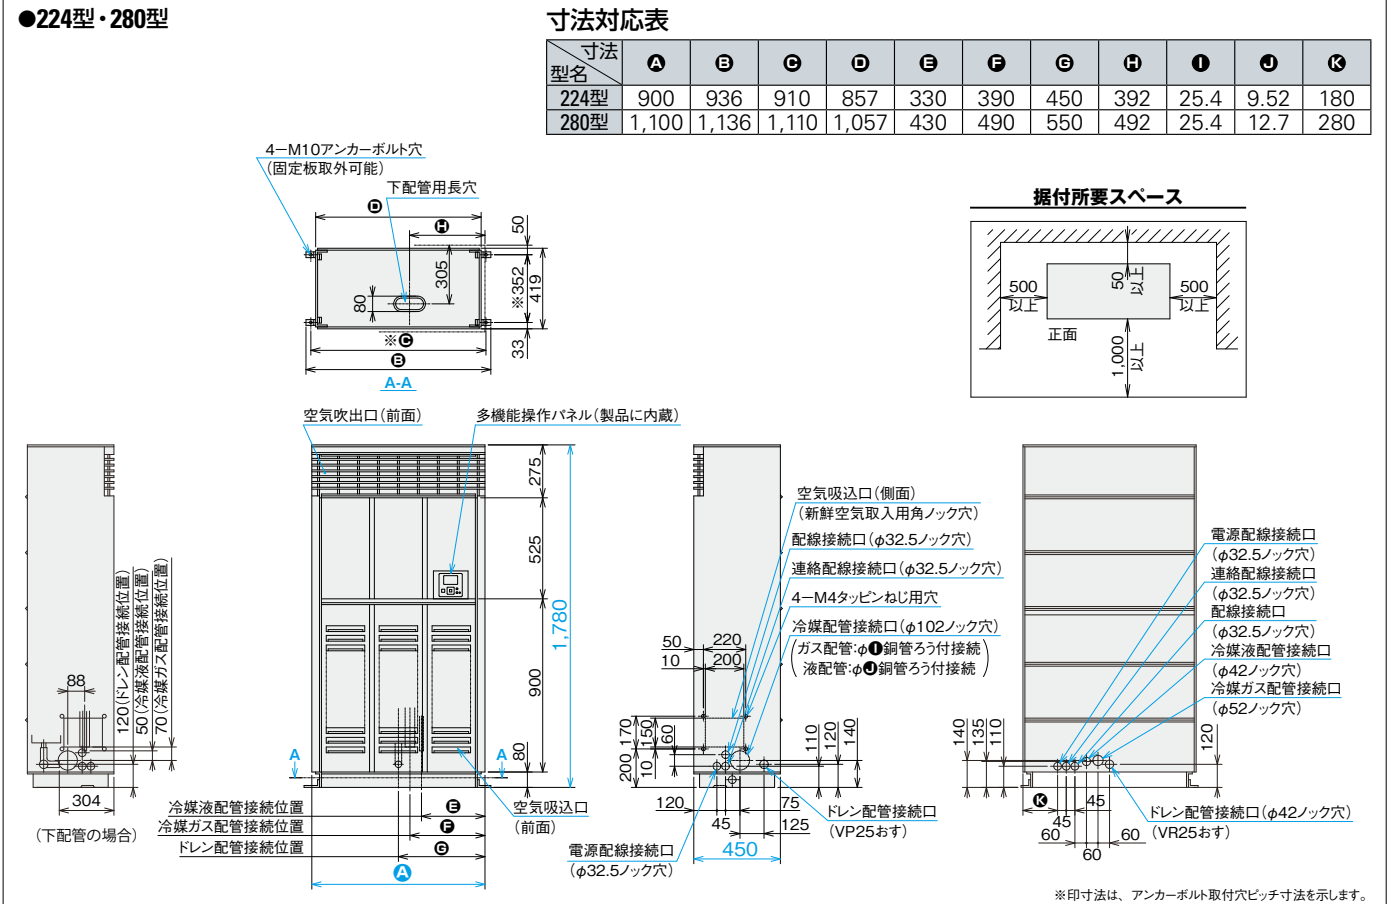 ●224型・280型
寸法対応表
寸法
型名
A B C D E F G H I J K
224型 900 936 910 857 330 390 450 392 25.4 9.52 180
280型 1,100 1,136 1,110 1,057 430 490 550 492 25.4 12.7 280
4−M10アンカーボルト穴
(固定板取外可能)
下配管用長穴
D
H
50
305
80
※352
419
33
※C
B
A-A
据付所要スペース
500
以上
50
以上
500
以上
正面
1,000
以上
空気吹出口(前面)
多機能操作パネル(製品に内蔵)
88
120(ドレン配管接続位置)
50(冷媒液配管接続位置)
70(冷媒ガス配管接続位置)
304
(下配管の場合)
275
525
900
80
1,780
A
A
冷媒液配管接続位置
E
冷媒ガス配管接続位置
F
ドレン配管接続位置
G
A
空気吸込口
(前面)
空気吸込口(側面)
(新鮮空気取入用角ノック穴)
配線接続口(φ32.5ノック穴)
連絡配線接続口(φ32.5ノック穴)
4−M4タッピンねじ用穴
冷媒配管接続口(φ102ノック穴)
(ガス配管:φI銅管ろう付接続
液配管:φJ銅管ろう付接続)
50
220
10
200
170
150
60
200
10
110
120
140
120
75
45
125
450
電源配線接続口
(φ32.5ノック穴)
ドレン配管接続口
(VP25おす)
電源配線接続口
(φ32.5ノック穴)
連絡配線接続口
(φ32.5ノック穴)
配線接続口
(φ32.5ノック穴)
冷媒液配管接続口
(φ42ノック穴)
冷媒ガス配管接続口
(φ52ノック穴)
140
135
110
120
K
45
45
60
60
60
ドレン配管接続口(φ42ノック穴)
(VR25おす)
※印寸法は、アンカーボルト取付穴ピッチ寸法を示します。